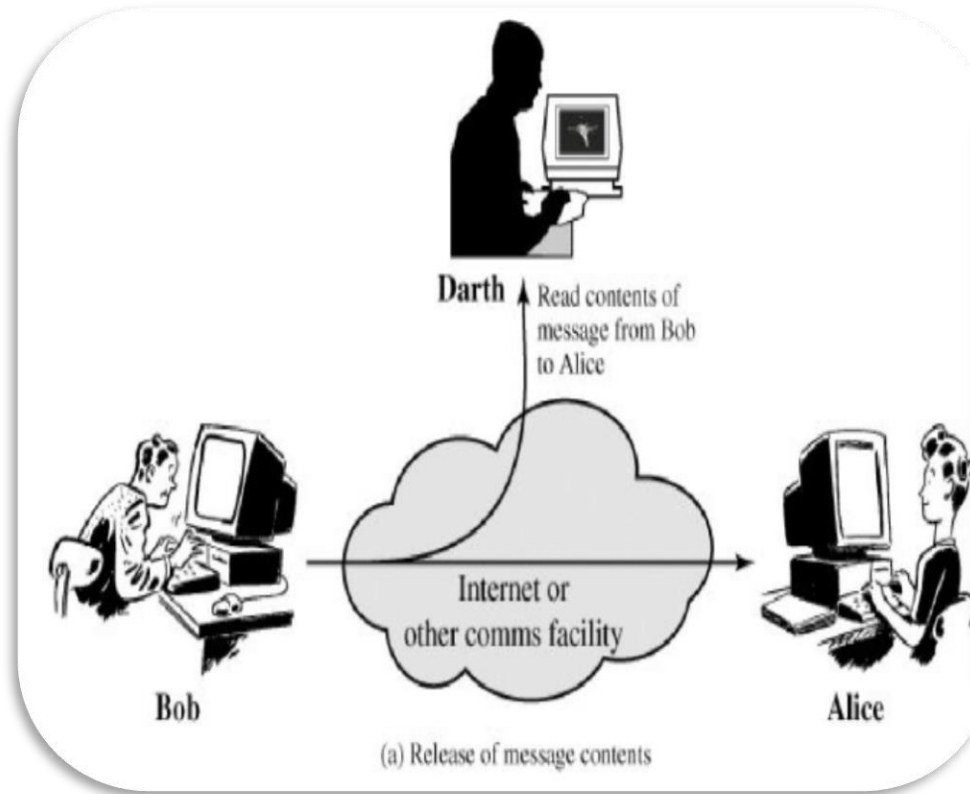 Darth
Read contents of
message from Bob
to Alice
Internet or
other comms facility
Bob
Alice
(a) Release of message contents